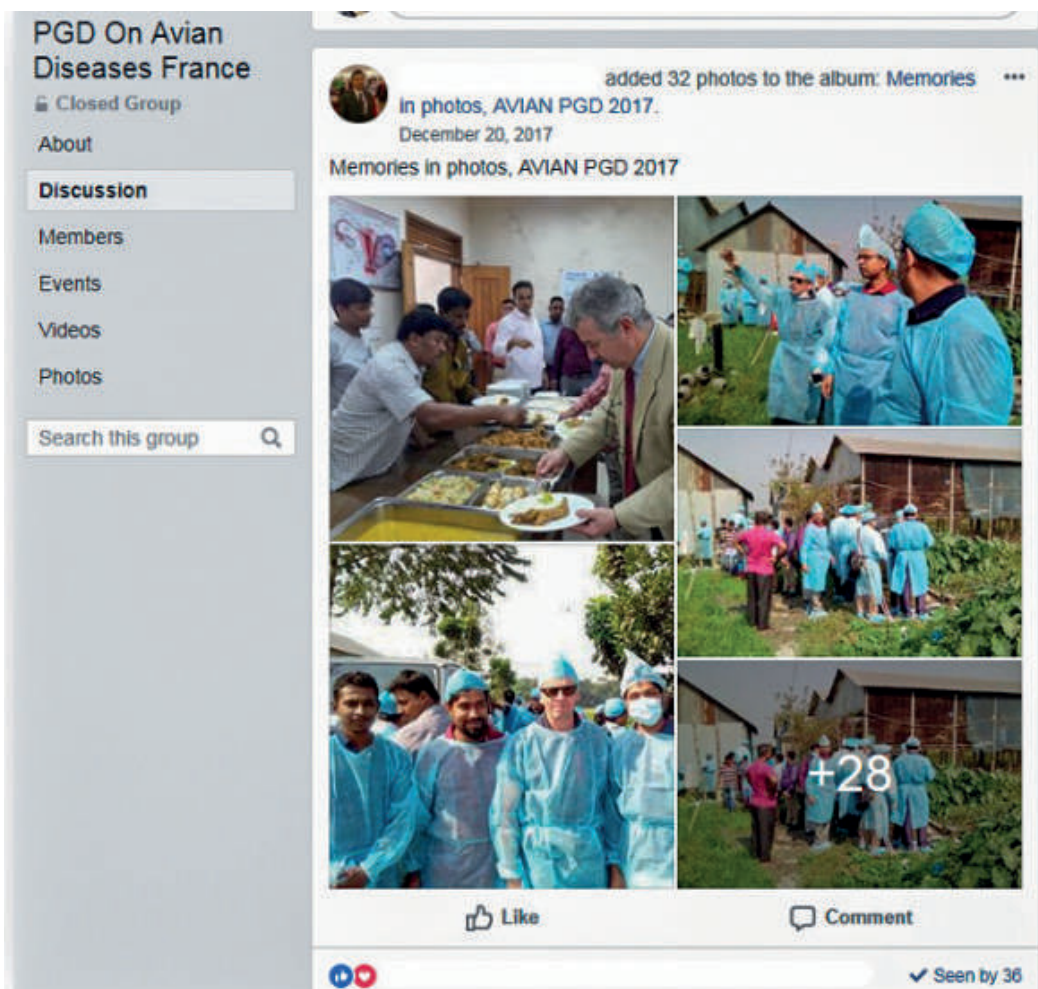 PGD On Avian
Diseases France
Closed Group
About
Discussion
Members
Events
Videos
Photos
Search this group
added 32 photos to the album: Memories
in photos, AVIAN PGD 2017.
December 20, 2017
Memories in photos, AVIAN PGD 2017
+28
Like
Comment
Seen by 36